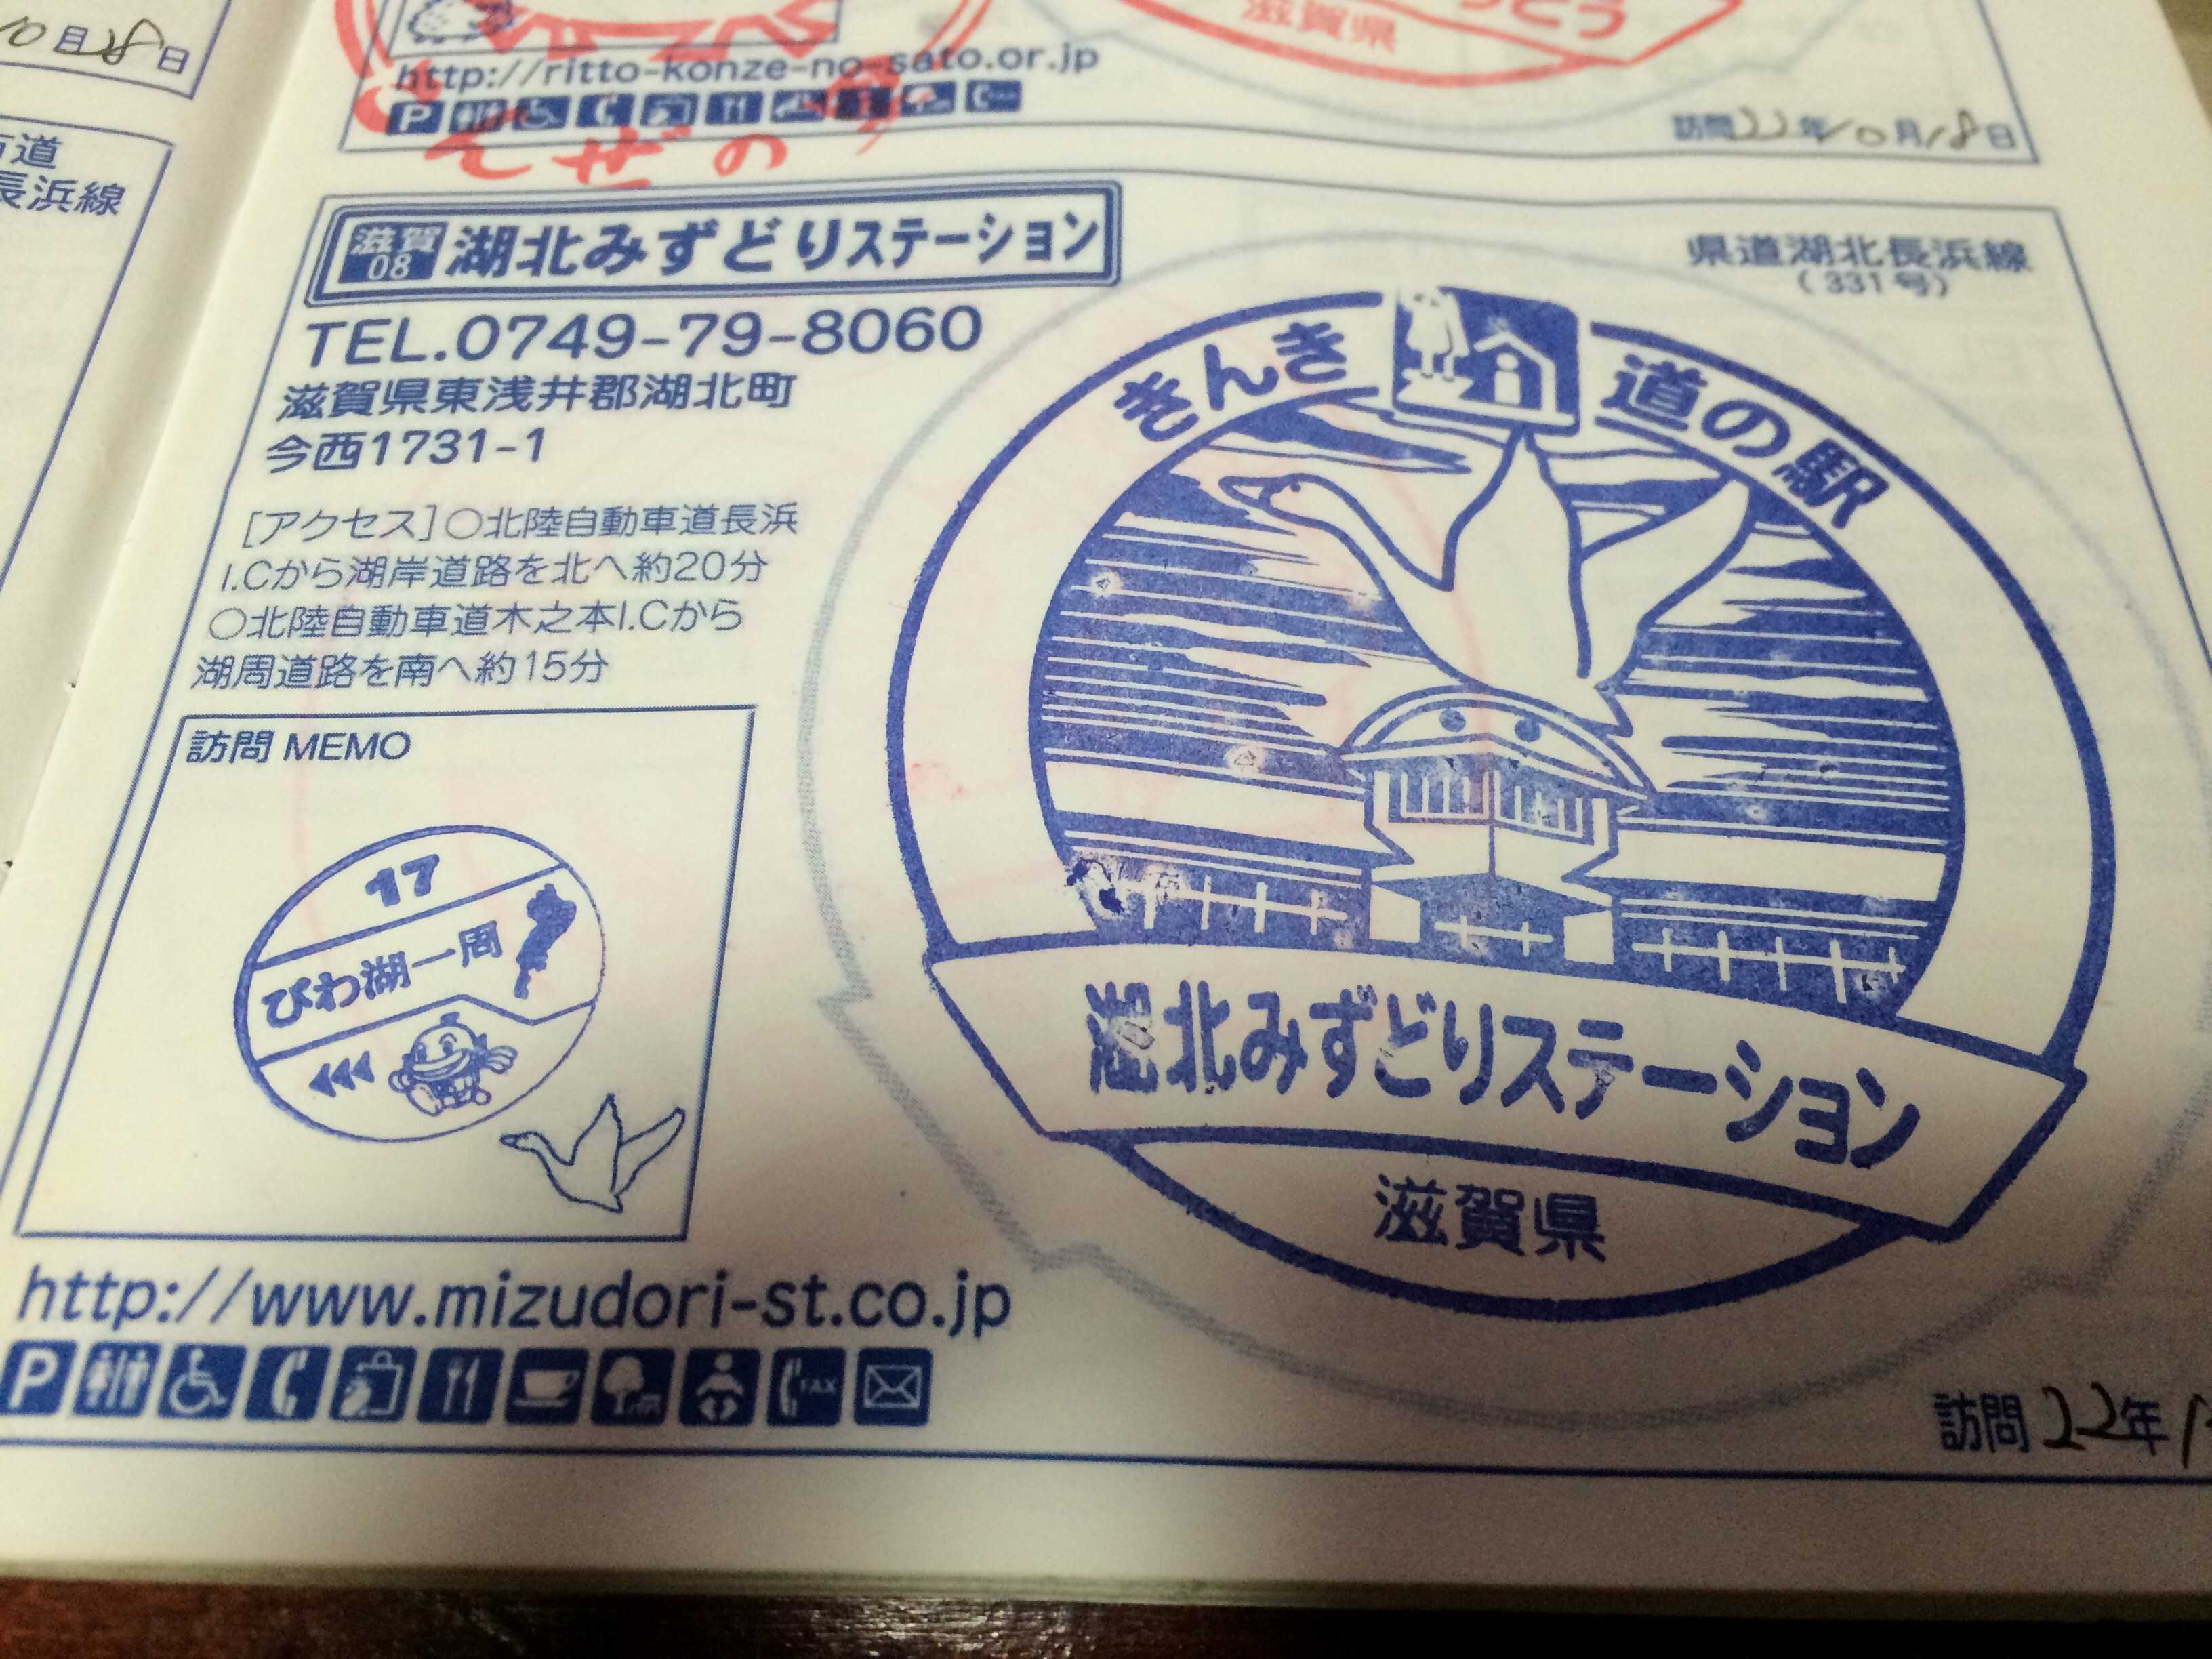 0月28日
道
長浜線
滋賀県
http://ritto-konze-no-sato.or.jp
P
ぜの
訪問22年10月18日
滋賀
08
湖北みずどりステーション
県道湖北長浜線
(331号)
TEL.0749-79-8060
滋賀県東浅井郡湖北町
今西1731-1
[アクセス]○北陸自動車道長浜
I.Cから湖岸道路を北へ約20分
○北陸自動車道木之本I.Cから
湖周道路を南へ約15分
訪問 MEMO
17
びわ湖一周
きんき 道の駅
湖北みずどりステーション
滋賀県
http://www.mizudori-st.co.jp
P
FAX
訪問22年1